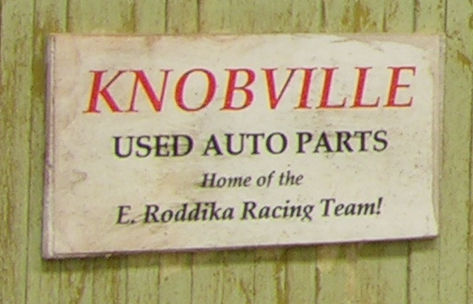 KNOBVILLE
USED AUTO PARTS
Home of the
E. Roddika Racing Team!